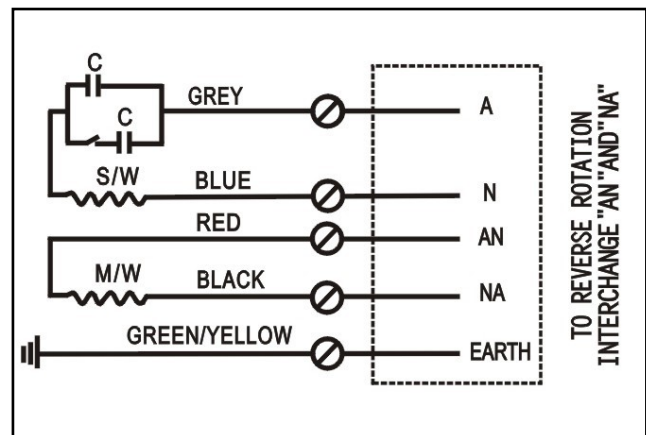 C
GREY
A
C
S/W
BLUE
N
RED
AN
M/W
BLACK
NA
GREEN/YELLOW
EARTH
TO REVERSE ROTATION
INTERCHANGE "AN"AND"NA"